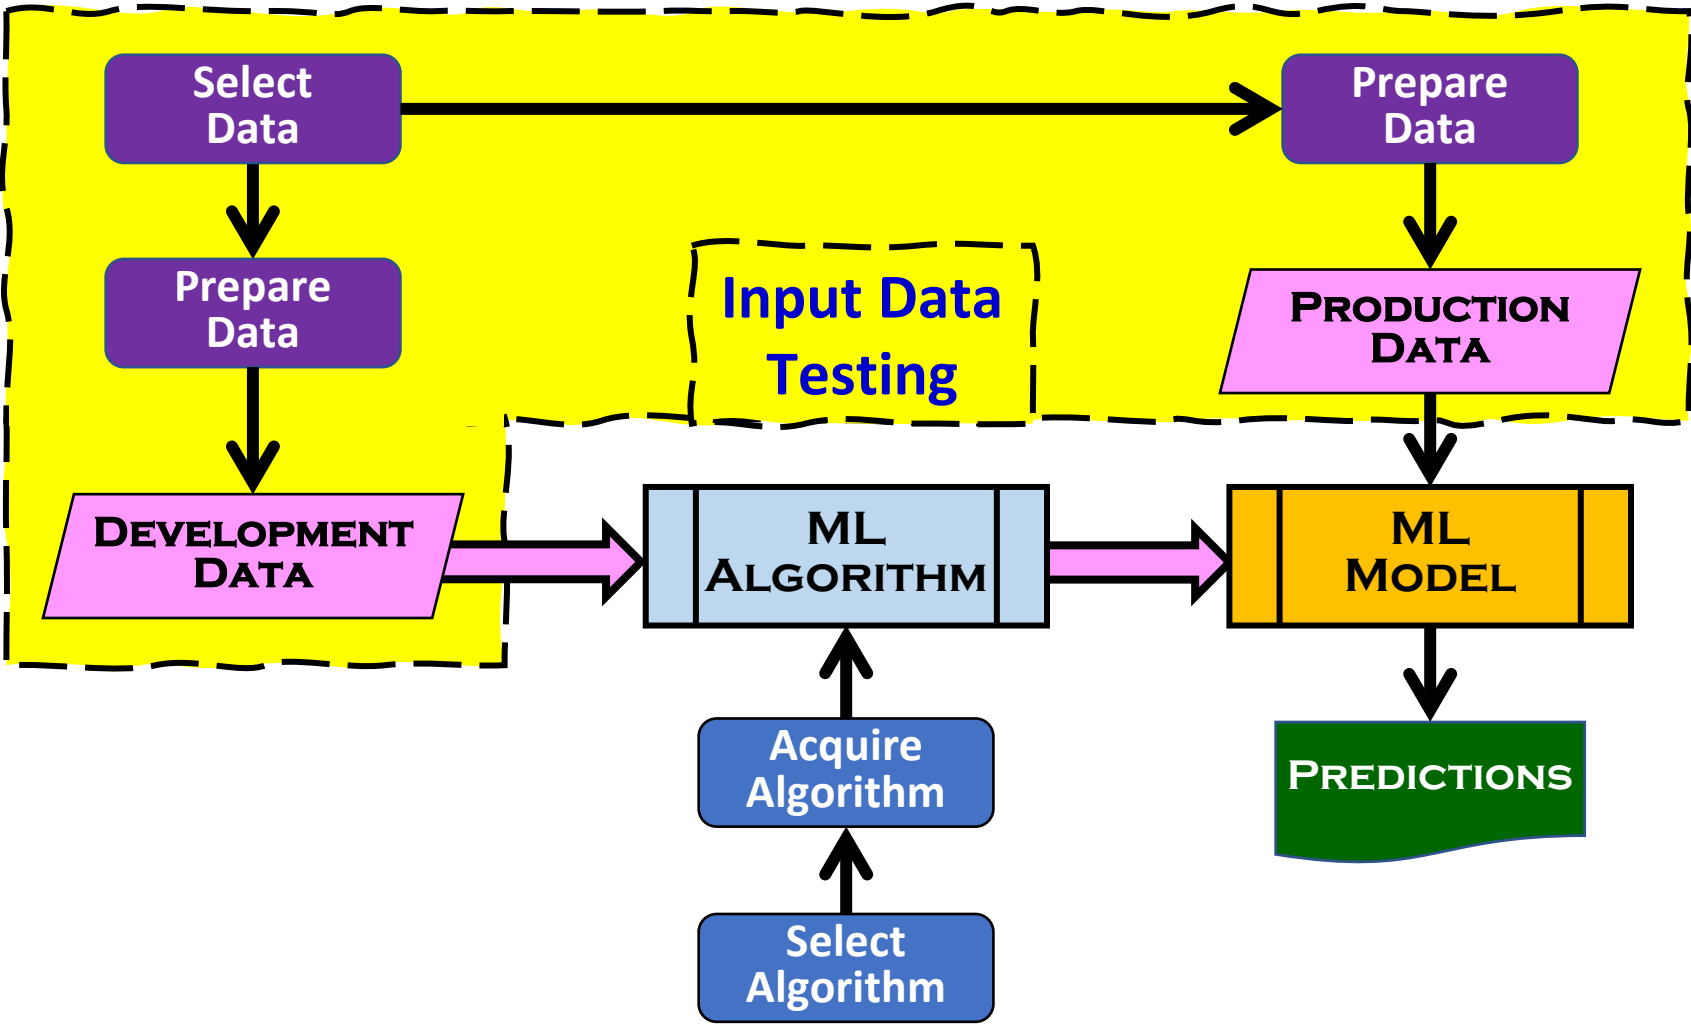 Select
Data
Prepare
Data
Prepare
Data
Input Data
Testing
PRODUCTION
DATA
DEVELOPMENT
DATA
ML
ALGORITHM
ML
MODEL
Acquire
Algorithm
PREDICTIONS
Select
Algorithm